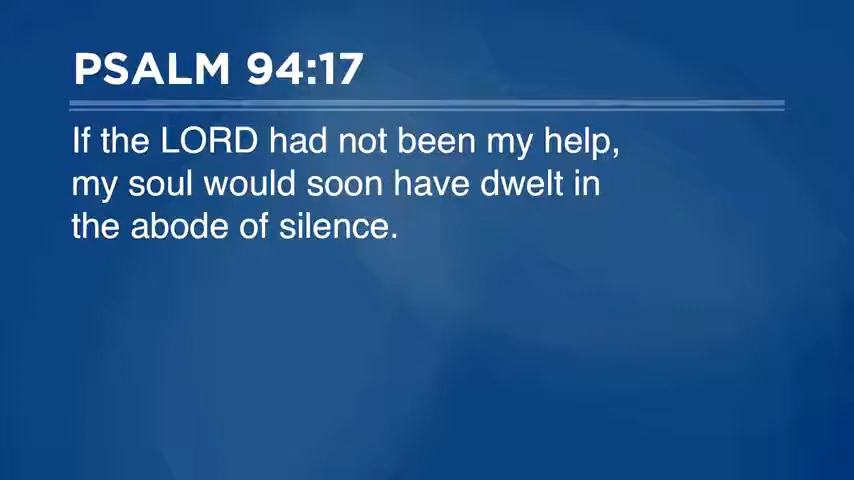 PSALM 94:17
If the LORD had not been my help,
my soul would soon have dwelt in
the abode of silence.